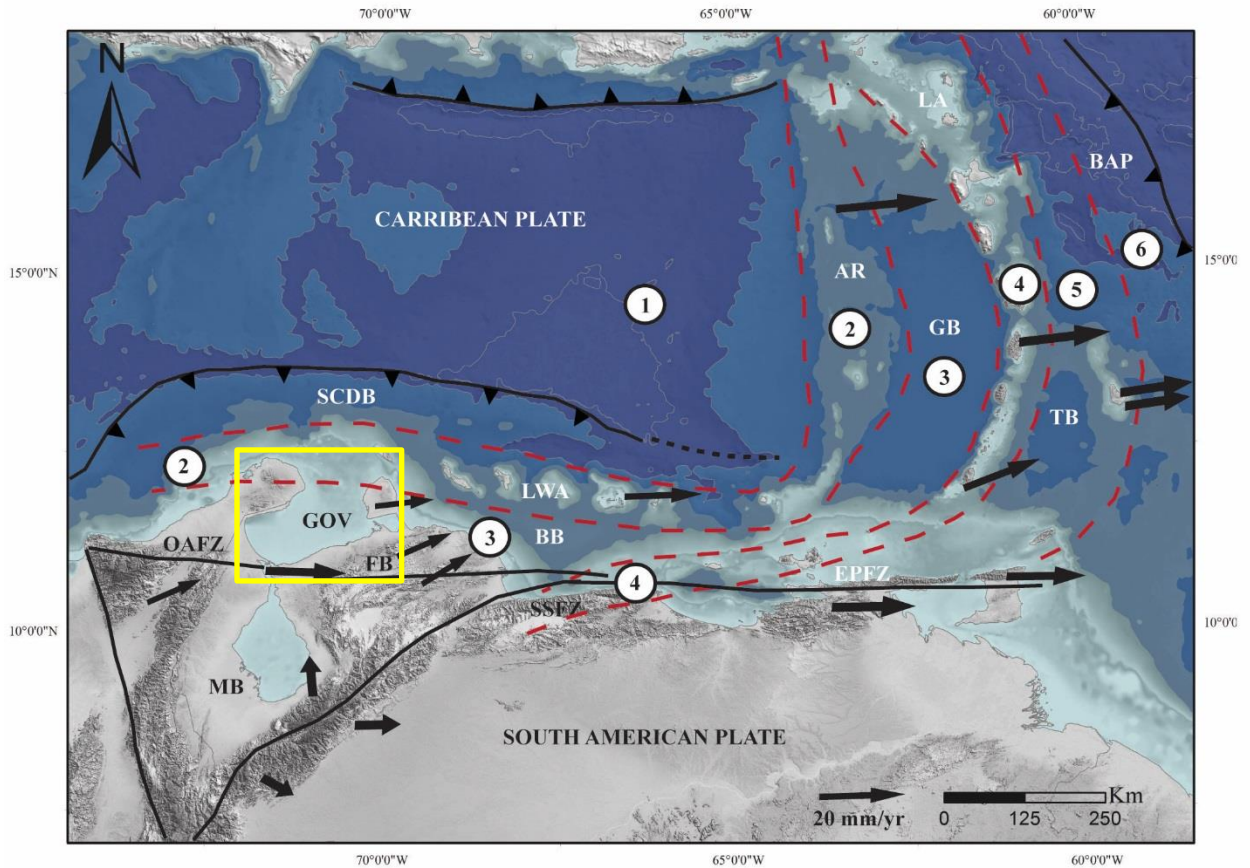 70°0'0"W
65°0'0"W
60°0'0"W
N
LA
BAP
CARRIBEAN PLATE
6
15°0'0"N
15°0'0"N
AR
4
5
1
2
GB
3
SCDB
TB
2
LWA
GOV
BB
3
OAFZ
FB
EPFZ
4
SSFZ
10°0'0"N
10°0'0"N
MB
SOUTH AMERICAN PLATE
Km
20 mm/yr
0
125
250
70°0'0"W
65°0'0"W
60°0'0"W